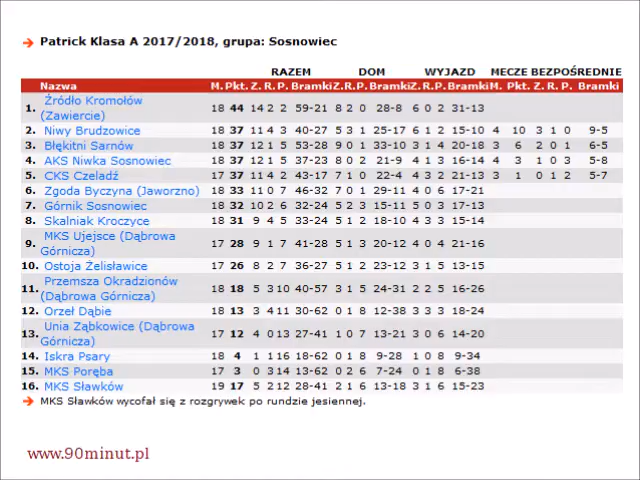 Patrick Klasa A 2017/2018, grupa: Sosnowiec
RAZEM DOM WYJAZD MECZE BEZPOŚREDNIE
Nazwa M. Pkt. Z. R. P. Bramki Z. R. P. Bramki Z. R. P. Bramki M. Pkt. Z. R. P. Bramki
1. Źródło Kromołów (Zawiercie) 18 44 14 2 2 59-21 8 2 0 28-8 6 0 2 31-13
2. Niwy Brudzowice 18 37 11 4 3 40-27 5 3 1 25-17 6 1 2 15-10 4 10 3 1 0 9-5
3. Błękitni Sarnów 18 37 12 1 5 53-28 9 0 1 33-10 3 1 4 20-18 3 6 2 0 1 6-5
4. AKS Niwka Sosnowiec 18 37 12 1 5 37-23 8 0 2 21-9 4 1 3 16-14 4 3 1 0 3 5-8
5. CKS Czeladź 17 37 11 4 2 43-17 7 1 0 22-4 4 3 2 21-13 3 1 0 1 2 5-7
6. Zgoda Byczyna (Jaworzno) 18 33 11 0 7 46-32 7 0 1 29-11 4 0 6 17-21
7. Górnik Sosnowiec 18 32 10 2 6 32-24 5 2 3 15-11 5 0 3 17-13
8. Skalniak Kroczyce 18 31 9 4 5 33-24 5 1 2 18-10 4 3 3 15-14
9. MKS Ujejsce (Dąbrowa Górnicza) 17 28 9 1 7 41-28 5 1 3 20-12 4 0 4 21-16
10. Ostoja Żelisławice 17 26 8 2 7 36-27 5 1 2 23-12 3 1 5 13-15
11. Przemsza Okradzionów (Dąbrowa Górnicza) 18 18 5 3 10 40-57 3 1 5 24-31 2 2 5 16-26
12. Orzeł Dąbie 18 13 3 4 11 30-62 0 1 8 12-38 3 3 3 18-24
13. Unia Ząbkowice (Dąbrowa Górnicza) 17 12 4 0 13 27-41 1 0 7 13-21 3 0 6 14-20
14. Iskra Psary 18 4 1 1 16 18-62 0 1 8 9-28 1 0 8 9-34
15. MKS Poręba 17 3 0 3 14 13-62 0 2 6 7-24 0 1 8 6-38
16. MKS Sławków 19 17 5 2 12 28-41 2 1 6 13-18 3 1 6 15-23
MKS Sławków wycofał się z rozgrywek po rundzie jesiennej.
www.90minut.pl